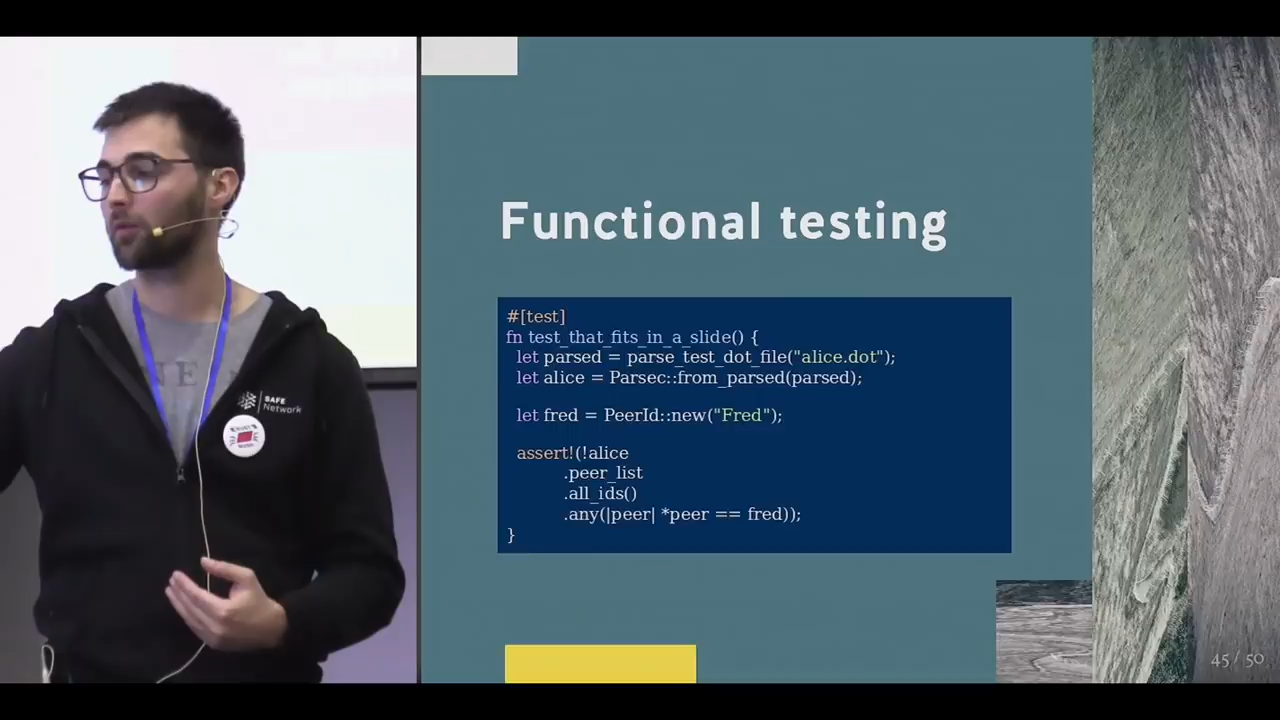 Functional testing
#[test]
fn test_that_fits_in_a_slide() {
  let parsed = parse_test_dot_file("alice.dot");
  let alice = Parsec::from_parsed(parsed);
  let fred = PeerId::new("Fred");
  assert!(!alice
          .peer_list
          .all_ids()
          .any(|peer| *peer == fred));
}
NE
SAFE
Network
45 / 50